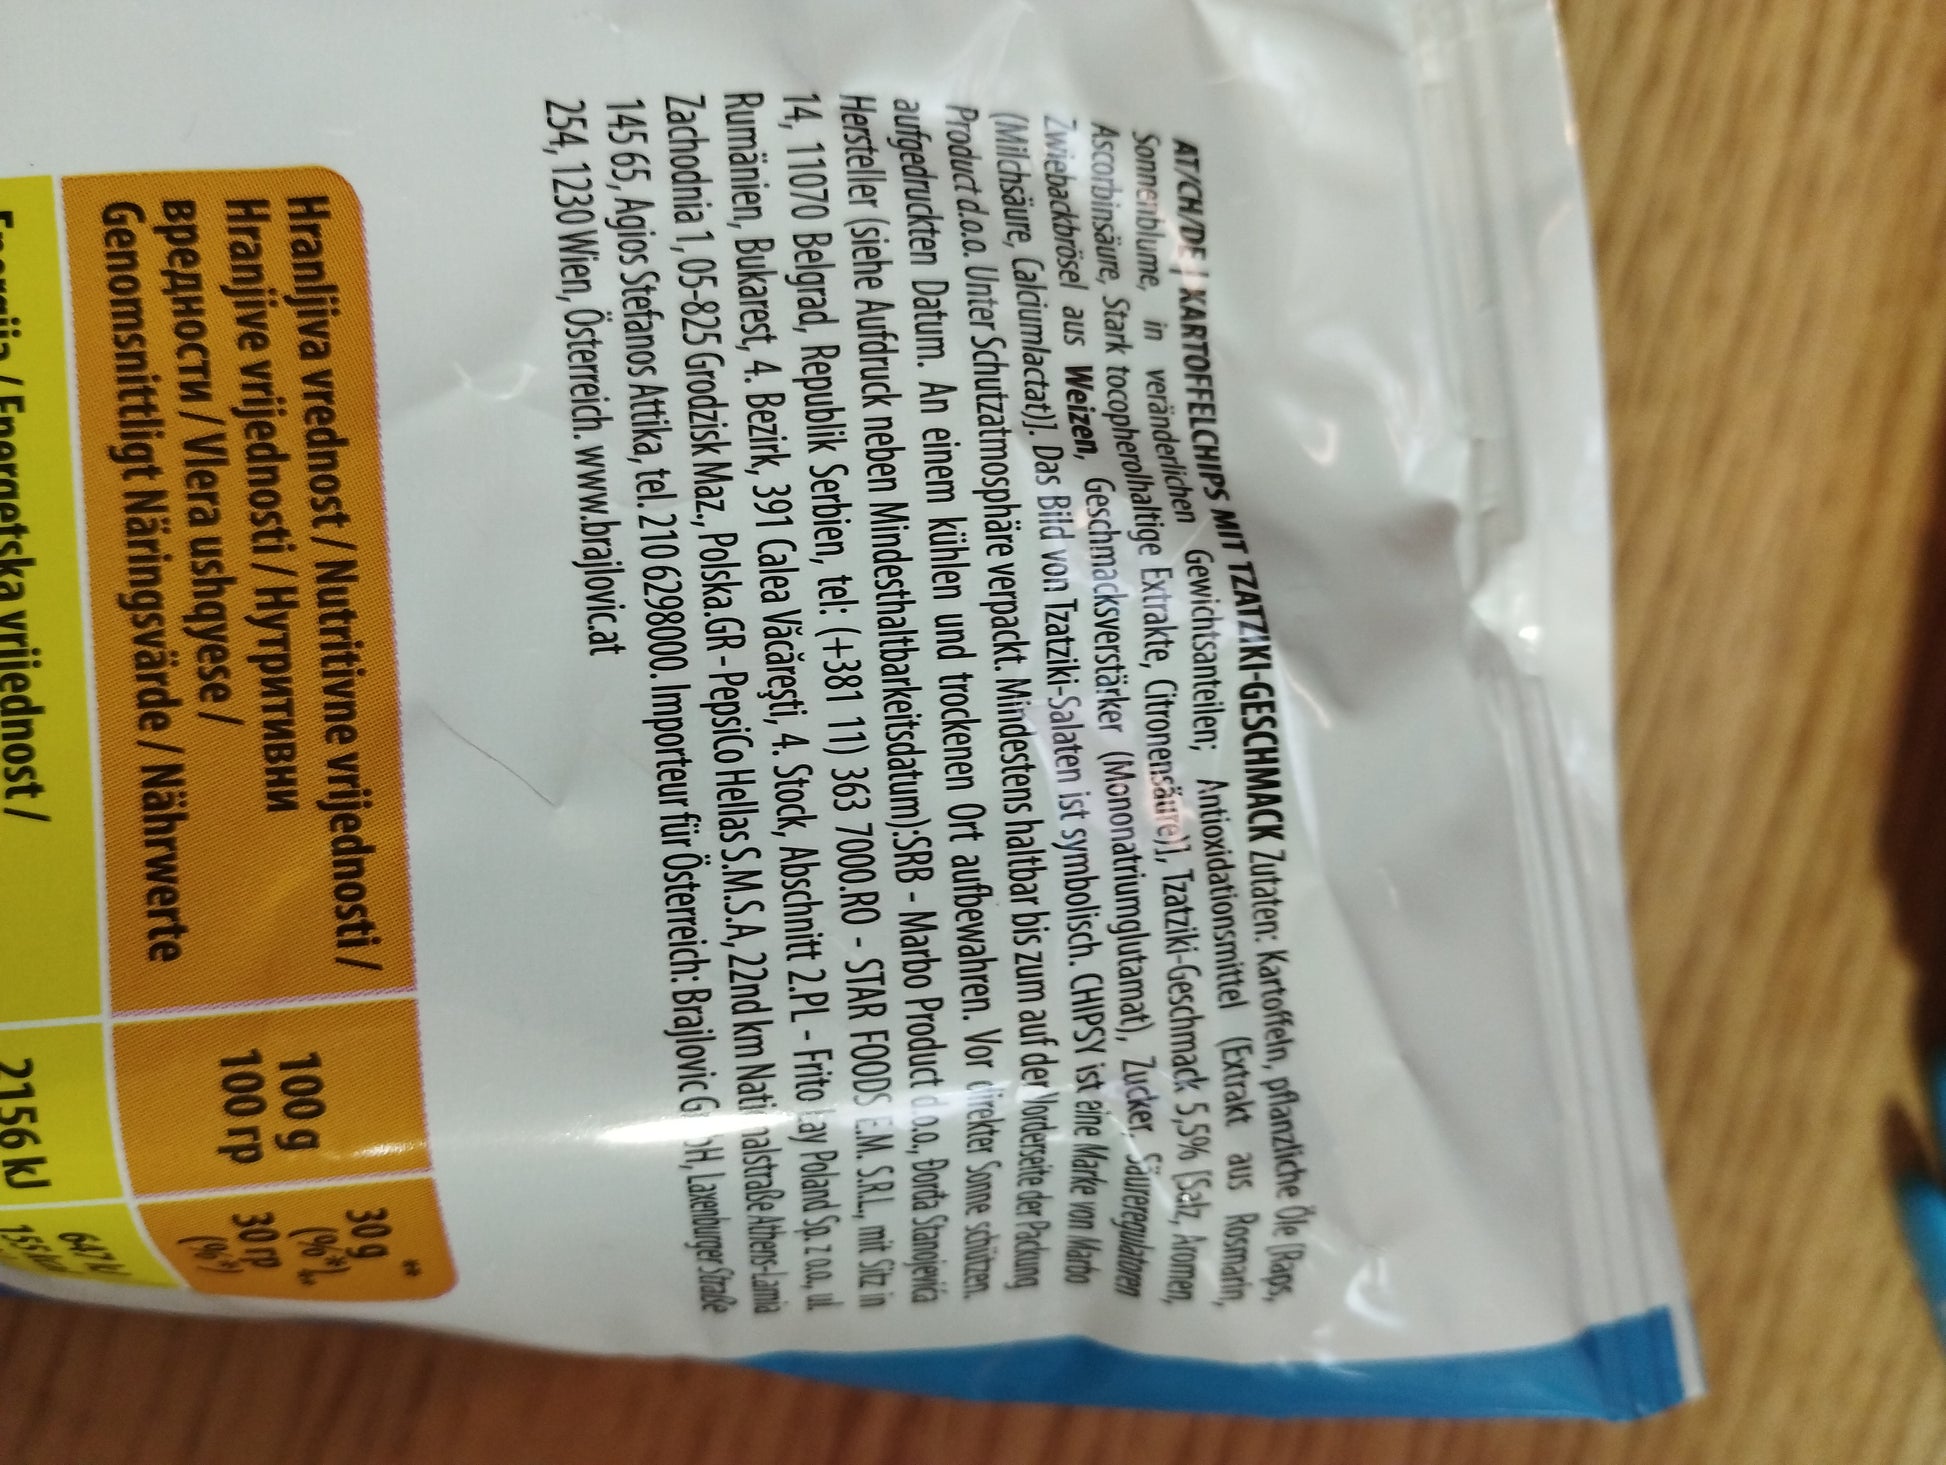 AT/CH/DE | KARTOFFELCHIPS MIT TZATZIKI-GESCHMACK Zutaten: Kartoffeln, pflanzliche Öle [Raps,
Sonnenblume, in veränderlichen Gewichtsanteilen; Antioxidationsmittel (Extrakt aus Rosmarin,
Ascorbinsäure, Stark tocopherolhaltige Extrakte, Citronensäure)], Tzatziki-Geschmack 5,5% [Salz, Aromen,
Zwiebackbrösel aus Weizen, Geschmacksverstärker (Mononatriumglutamat), Zucker, Säureregulatoren
(Milchsäure, Calciumlactat)]. Das Bild von Tzatziki-Salaten ist symbolisch. CHIPSY ist eine Marke von Marbo
Product d.o.o. Unter Schutzatmosphäre verpackt. Mindestens haltbar bis zum auf der Vorderseite der Packung
aufgedruckten Datum. An einem kühlen und trockenen Ort aufbewahren. Vor direkter Sonne schützen.
Hersteller (siehe Aufdruck neben Mindesthaltbarkeitsdatum):SRB - Marbo Product d.o.o., Đorđa Stanojevića
14, 11070 Belgrad, Republik Serbien, tel: (+381 11) 363 7000.RO - STAR FOODS E.M. S.R.L., mit Sitz in
Rumänien, Bukarest, 4. Bezirk, 391 Calea Văcărești, 4. Stock, Abschnitt 2.PL - Frito Lay Poland Sp. z o.o., ul.
Zachodnia 1, 05-825 Grodzisk Maz., Polska.GR - PepsiCo Hellas S.M.S.A, 22nd km Nationalstraße Athens-Lamia
145 65, Agios Stefanos Attika, tel. 210 6298000. Importeur für Österreich: Brajlovic GmbH, Laxenburger Straße
254, 1230 Wien, Österreich. www.brajlovic.at
Hranljiva vrednost / Nutritivne vrijednosti /
Hranjive vrijednosti / Нутритивни
вредности / Vlera ushqyese /
Genomsnittligt Näringsvärde / Nährwerte
100 g
100 rp
30 g **
(%*)**
30 rp
(%*)
Energija / Energetska vrijednost /
2156 kJ
647 kJ